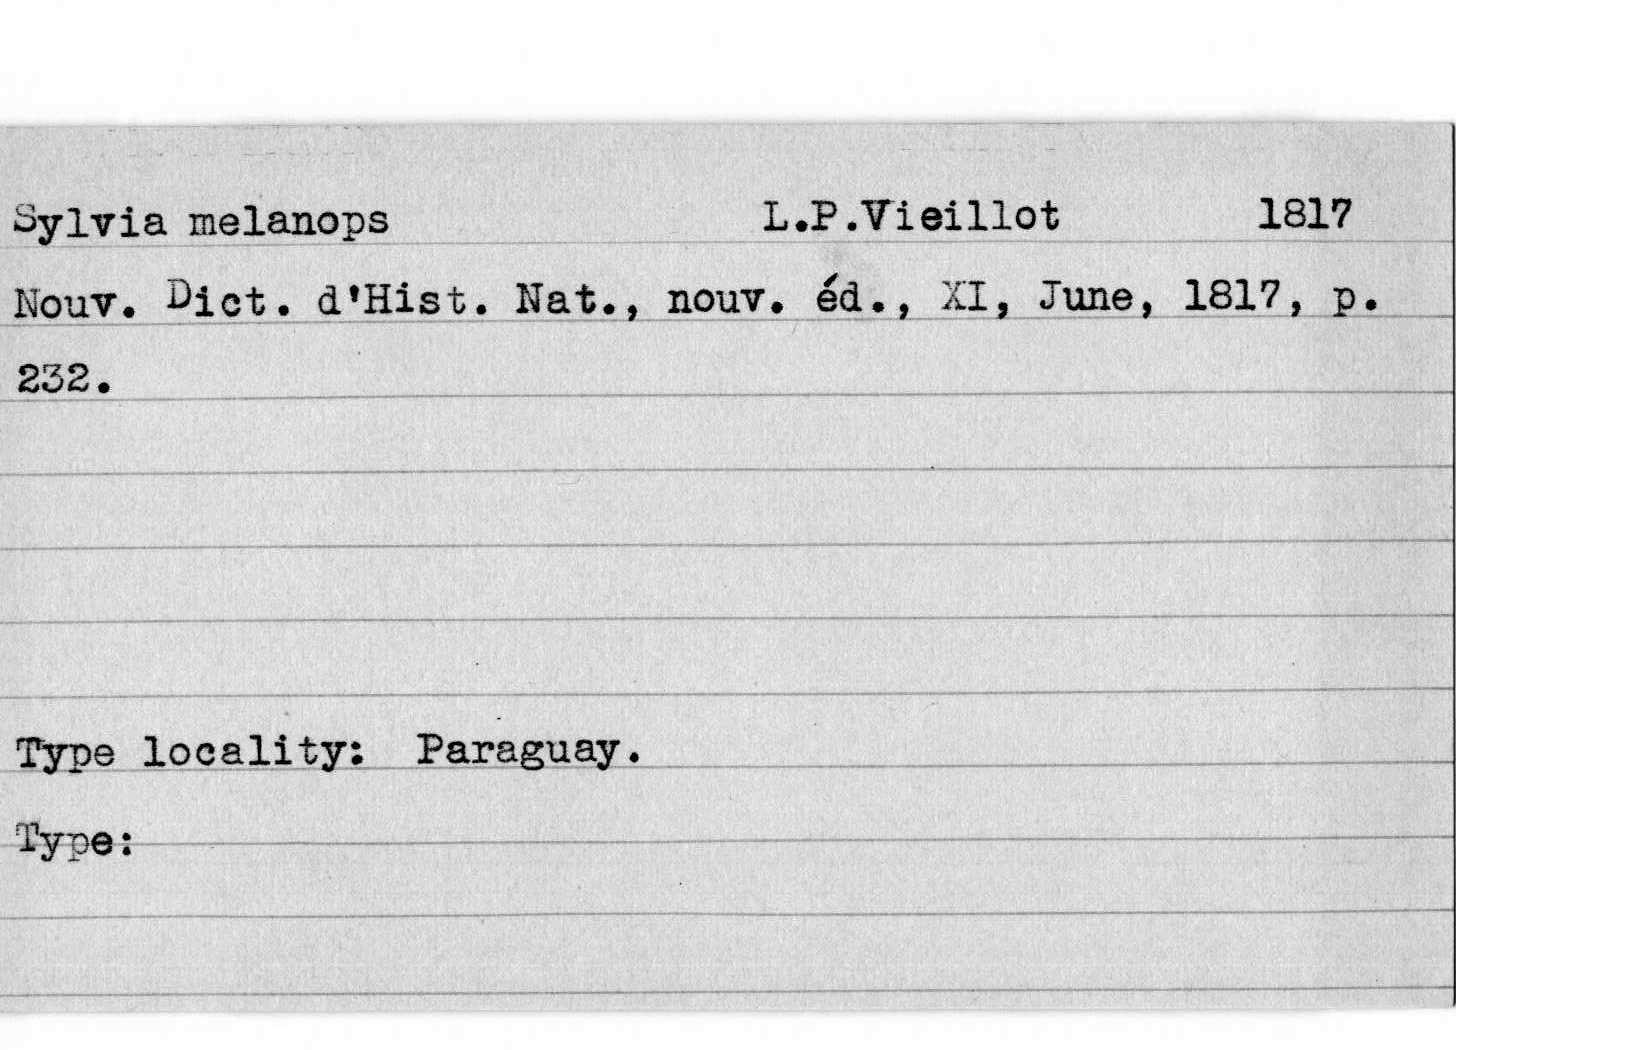 Sylvia melanops L.P.Vieillot 1817
Nouv. Dict. d'Hist. Nat., nouv. éd., XI, June, 1817, p.
232.
Type locality: Paraguay.
Type: